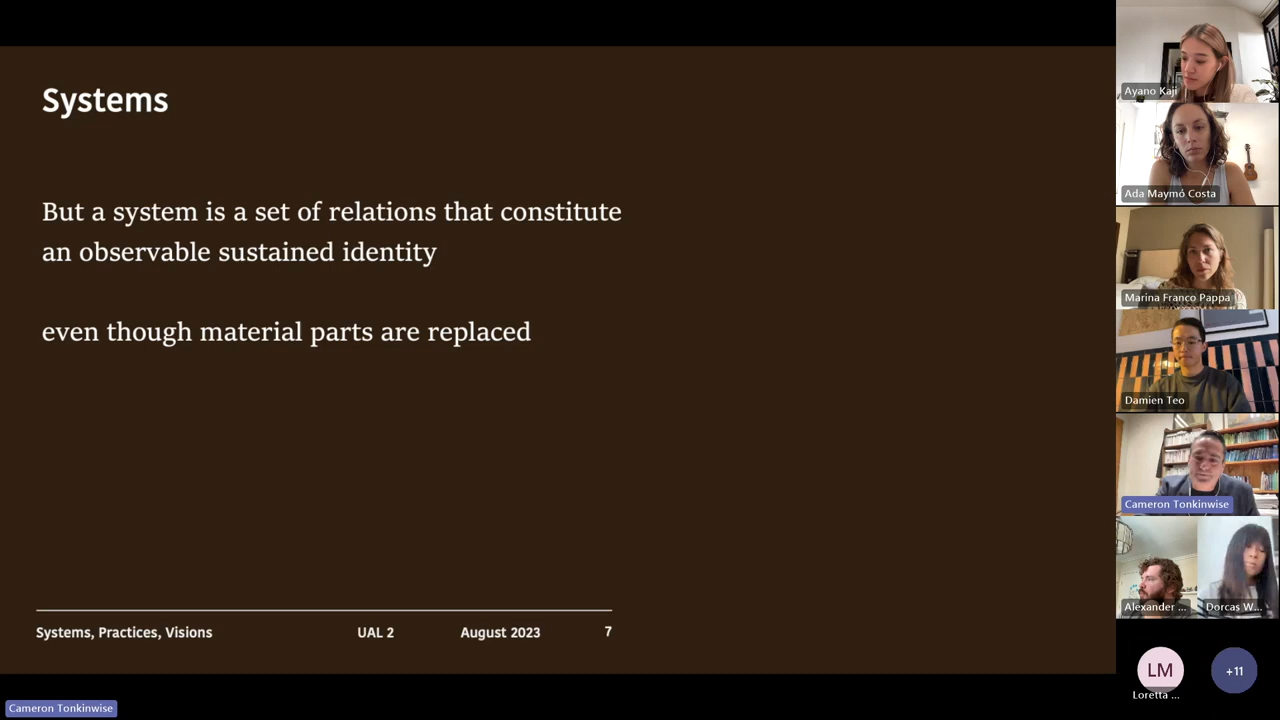 Systems
But a system is a set of relations that constitute
an observable sustained identity
even though material parts are replaced
Systems, Practices, Visions
UAL 2
August 2023
7
Cameron Tonkinwise
Ayano Kaji
Ada Maymó Costa
Marina Franco Pappa
Damien Teo
Cameron Tonkinwise
Alexander ...
Dorcas W...
LM
Loretta ...
+11